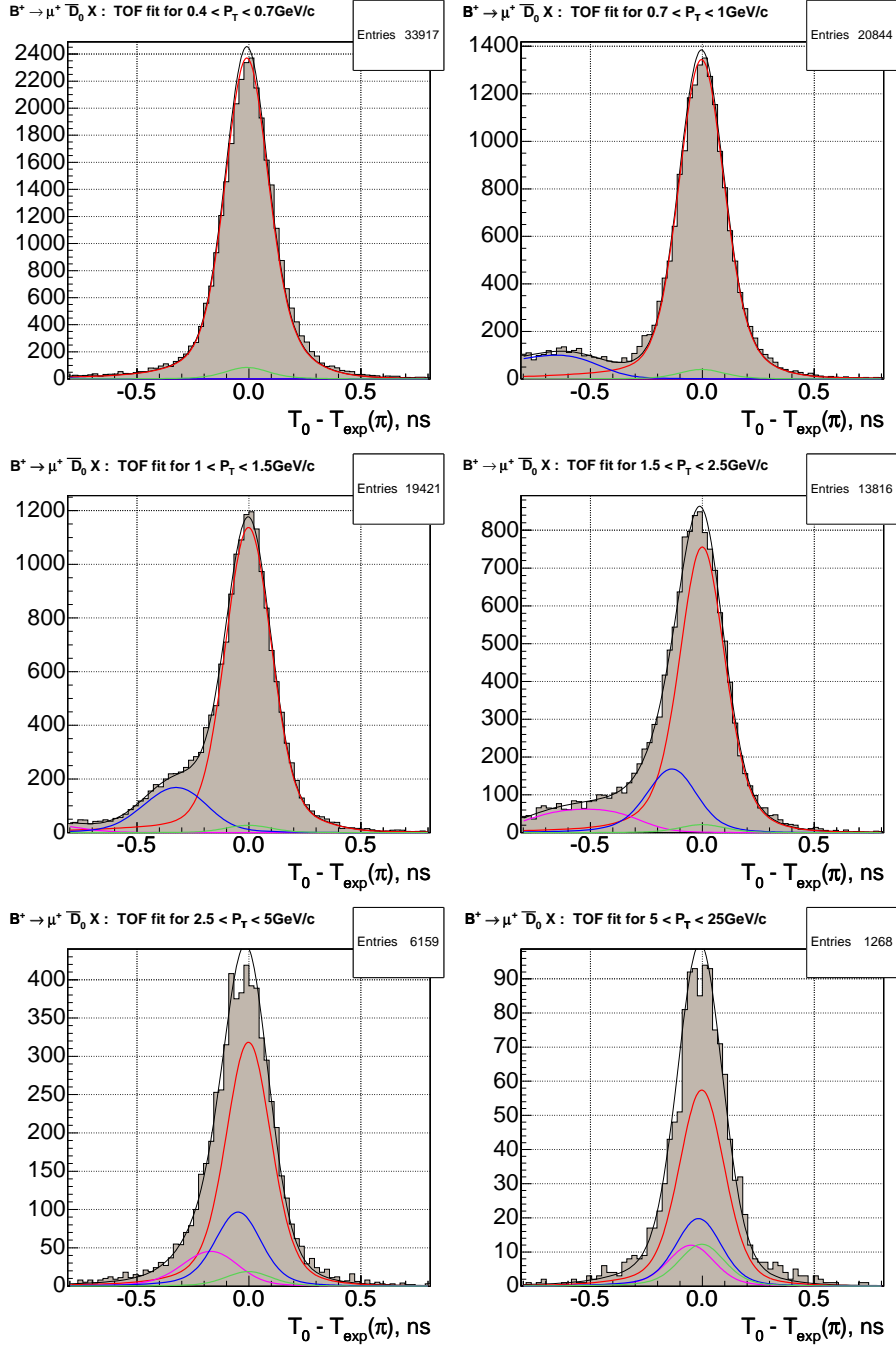 B⁺ → μ⁺ D̅₀ X : TOF fit for 0.4 < P_T < 0.7GeV/c
Entries 33917
2400
2200
2000
1800
1600
1400
1200
1000
800
600
400
200
0
-0.5 0.0 0.5
T₀ - T_exp(π), ns
B⁺ → μ⁺ D̅₀ X : TOF fit for 0.7 < P_T < 1GeV/c
Entries 20844
1400
1200
1000
800
600
400
200
0
-0.5 0.0 0.5
T₀ - T_exp(π), ns
B⁺ → μ⁺ D̅₀ X : TOF fit for 1 < P_T < 1.5GeV/c
Entries 19421
1200
1000
800
600
400
200
0
-0.5 0.0 0.5
T₀ - T_exp(π), ns
B⁺ → μ⁺ D̅₀ X : TOF fit for 1.5 < P_T < 2.5GeV/c
Entries 13816
800
700
600
500
400
300
200
100
0
-0.5 0.0 0.5
T₀ - T_exp(π), ns
B⁺ → μ⁺ D̅₀ X : TOF fit for 2.5 < P_T < 5GeV/c
Entries 6159
400
350
300
250
200
150
100
50
0
-0.5 0.0 0.5
T₀ - T_exp(π), ns
B⁺ → μ⁺ D̅₀ X : TOF fit for 5 < P_T < 25GeV/c
Entries 1268
90
80
70
60
50
40
30
20
10
0
-0.5 0.0 0.5
T₀ - T_exp(π), ns